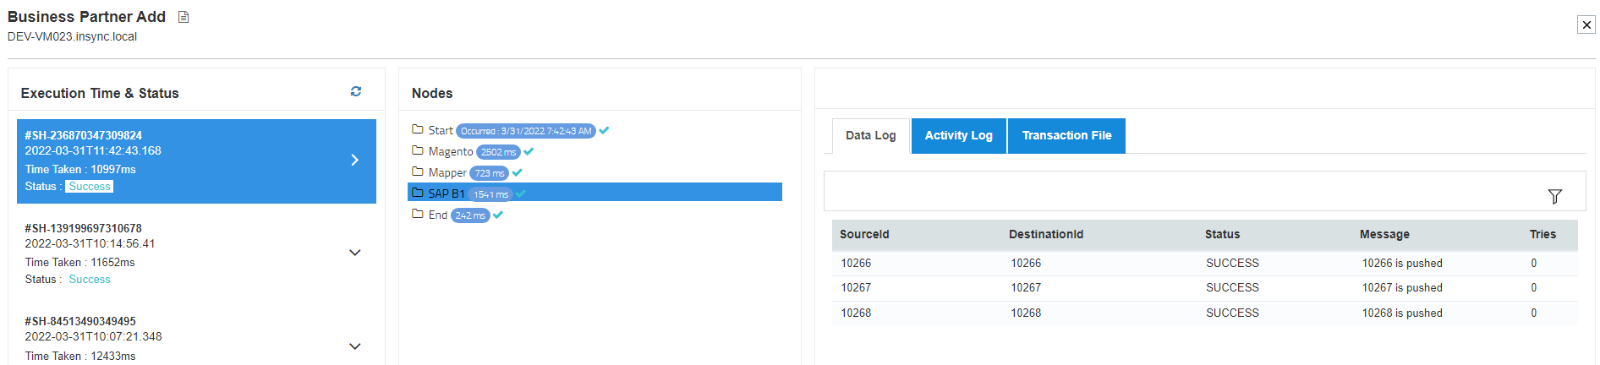 Business Partner Add
DEV-VM023.insync.local
Execution Time & Status
#SH-236870347309824
2022-03-31T11:42:43.168
Time Taken : 10997ms
Status : Success
#SH-139199697310678
2022-03-31T10:14:56.41
Time Taken : 11652ms
Status : Success
#SH-84513490349495
2022-03-31T10:07:21.348
Time Taken : 12433ms
Nodes
Start Occurred : 3/31/2022 7:42:43 AM
Magento 2502 ms
Mapper 723 ms
SAP B1 1541 ms
End 242 ms
Data Log Activity Log Transaction File
SourceId DestinationId Status Message Tries
10266 10266 SUCCESS 10266 is pushed 0
10267 10267 SUCCESS 10267 is pushed 0
10268 10268 SUCCESS 10268 is pushed 0